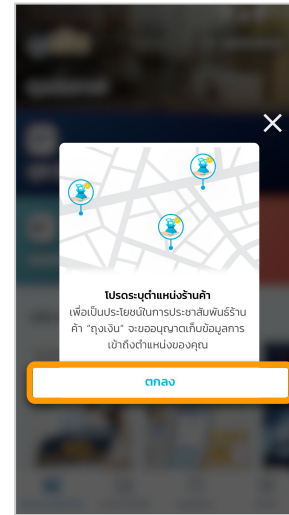 โปรดระบุตำแหน่งร้านค้า
เพื่อเป็นประโยชน์ในการประชาสัมพันธ์ร้าน
ค้า "ถุงเงิน" จะขออนุญาตเก็บข้อมูลการ
เข้าถึงตำแหน่งของคุณ
ตกลง